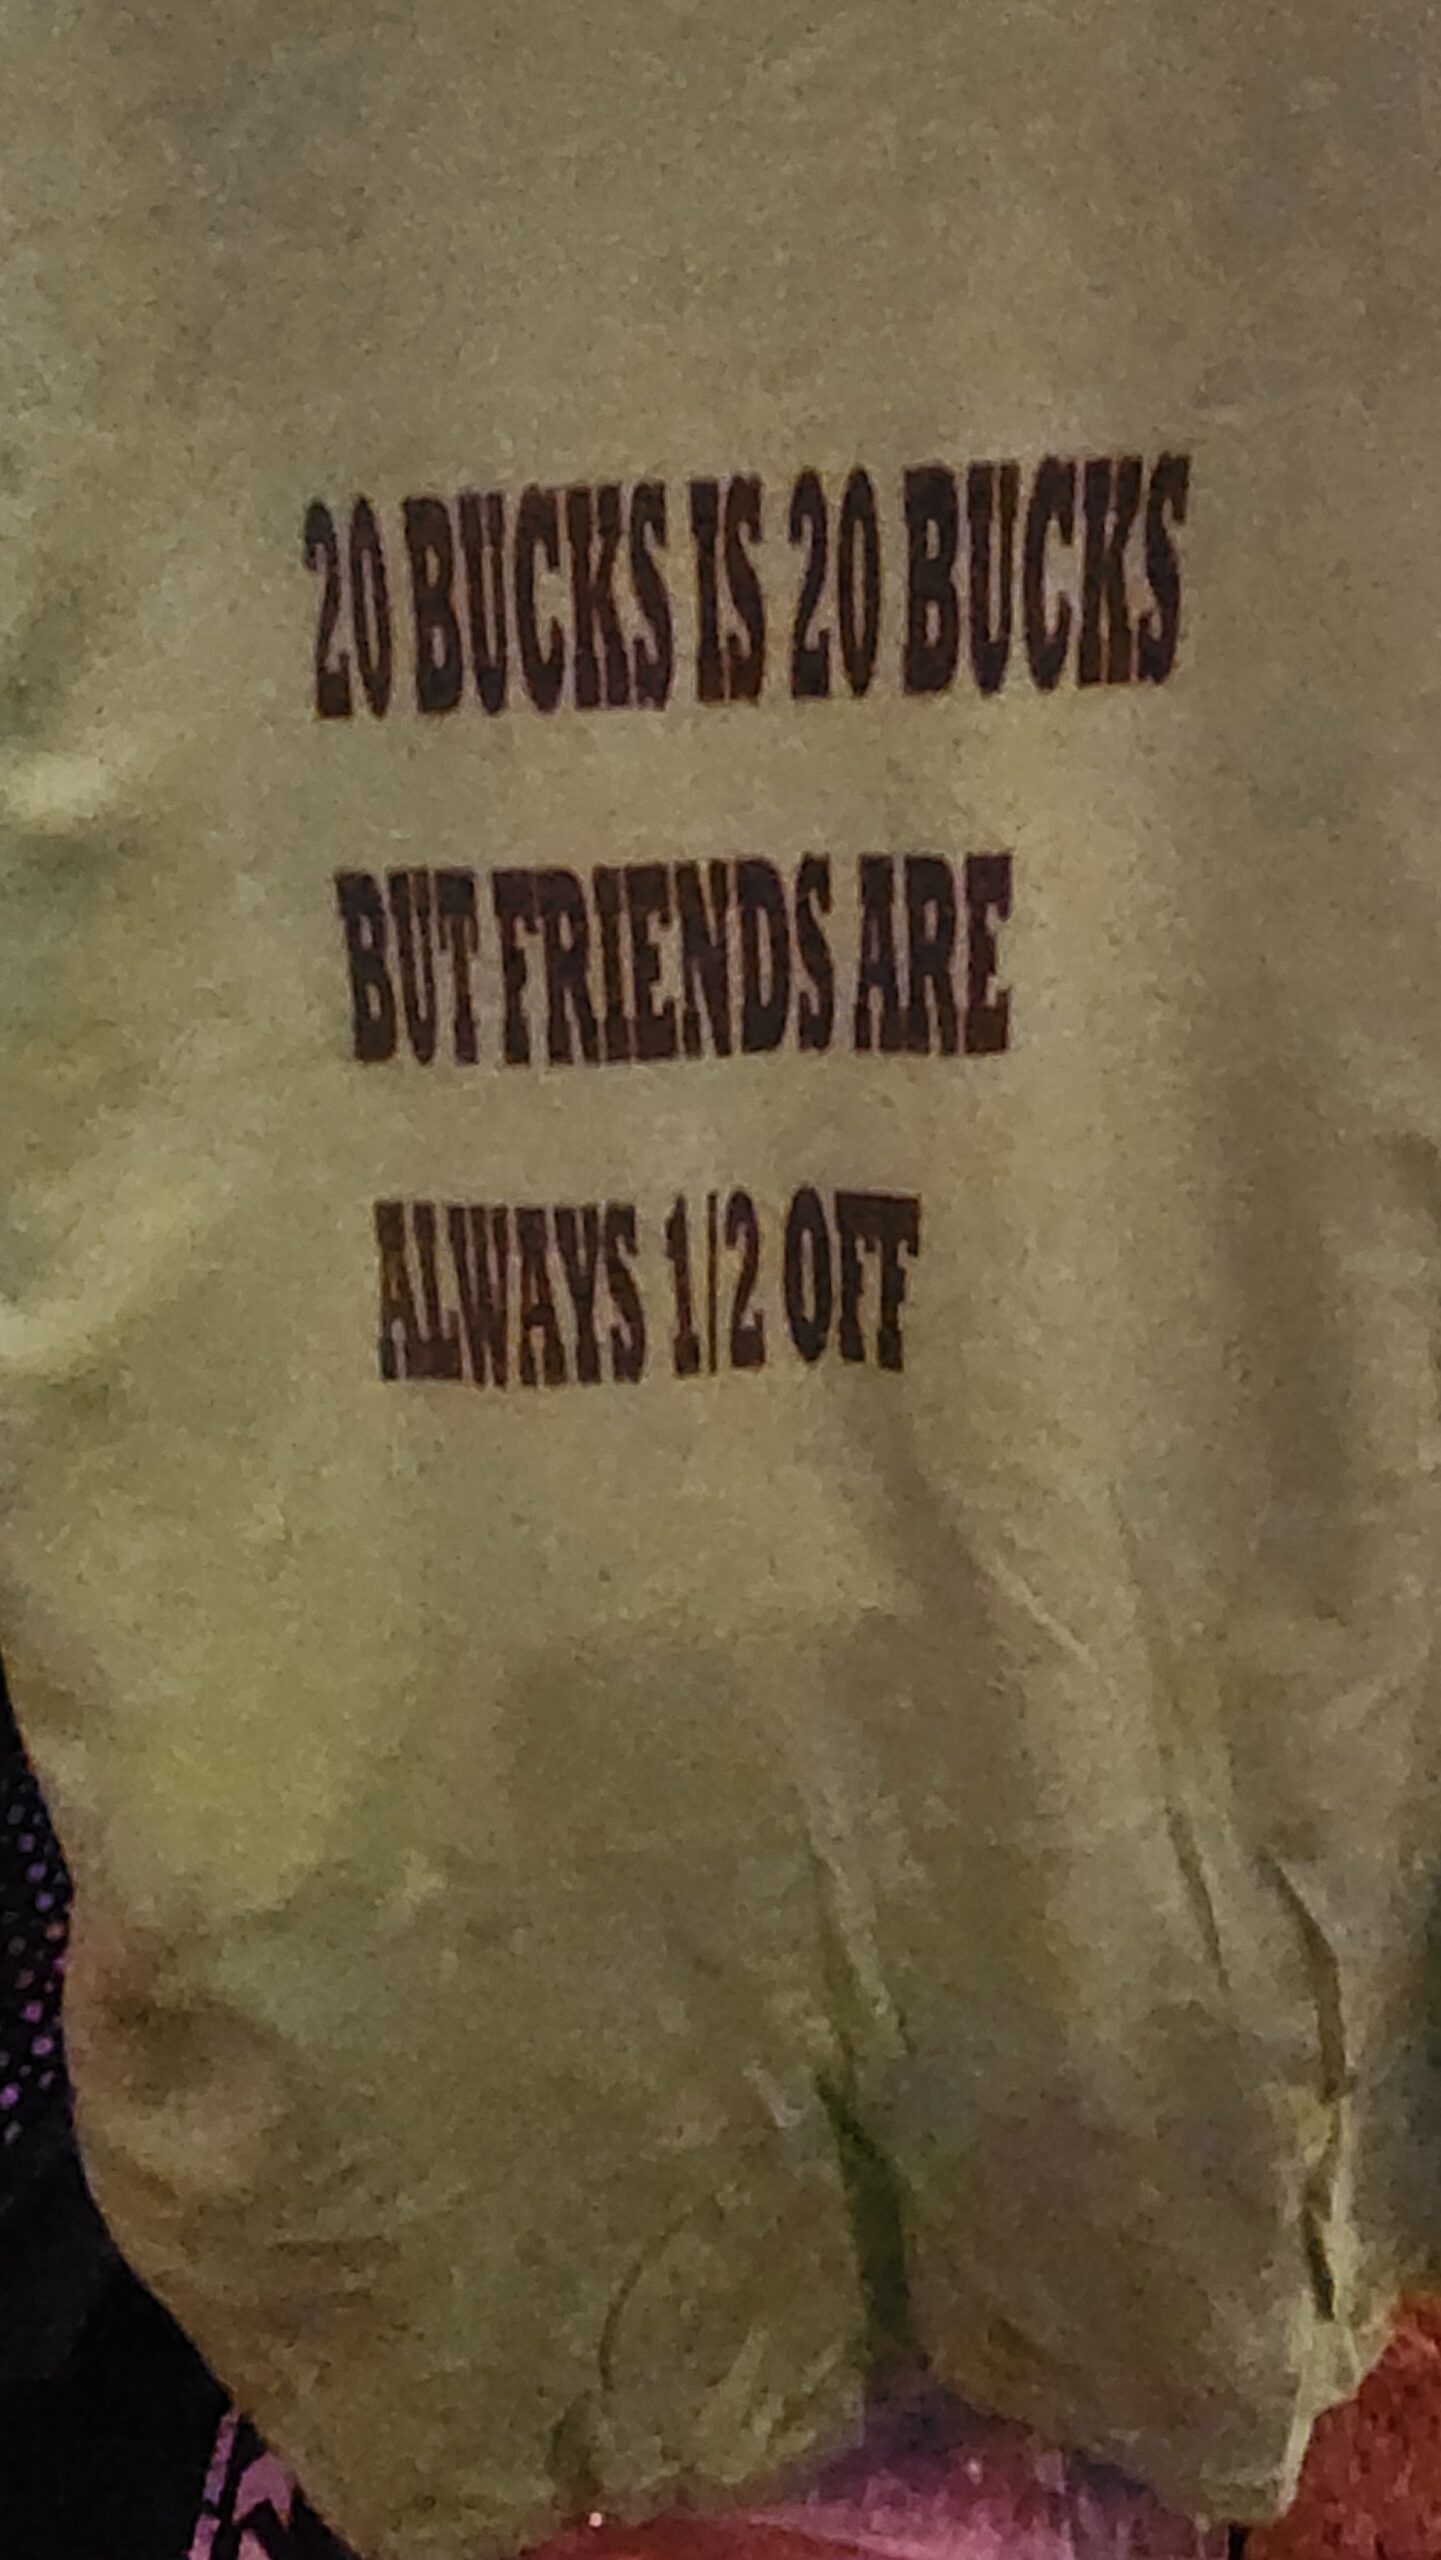 20 BUCKS IS 20 BUCKS
BUT FRIENDS ARE
ALWAYS 1/2 OFF